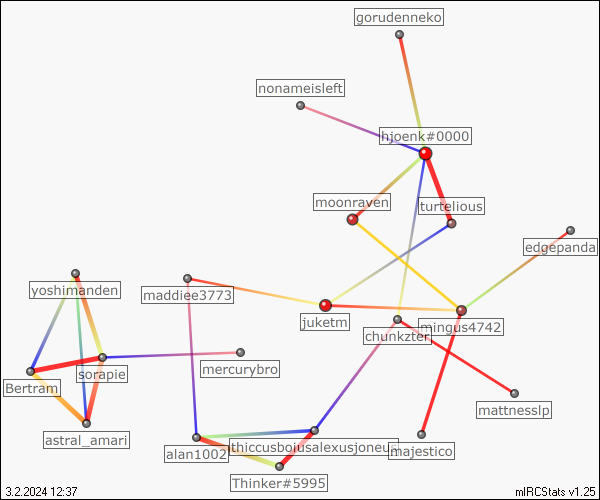 gorudenneko
nonameisleft
hjoenk#0000
moonraven
turtelious
edgepanda
yoshimanden
maddiee3773
juketm
chunkzter
mingus4742
mercurybro
sorapie
Bertram
mattnesslp
astral_amari
alan1002
thiccusboiusalexusjoneus
majestico
Thinker#5995
3.2.2024 12:37
mIRCStats v1.25